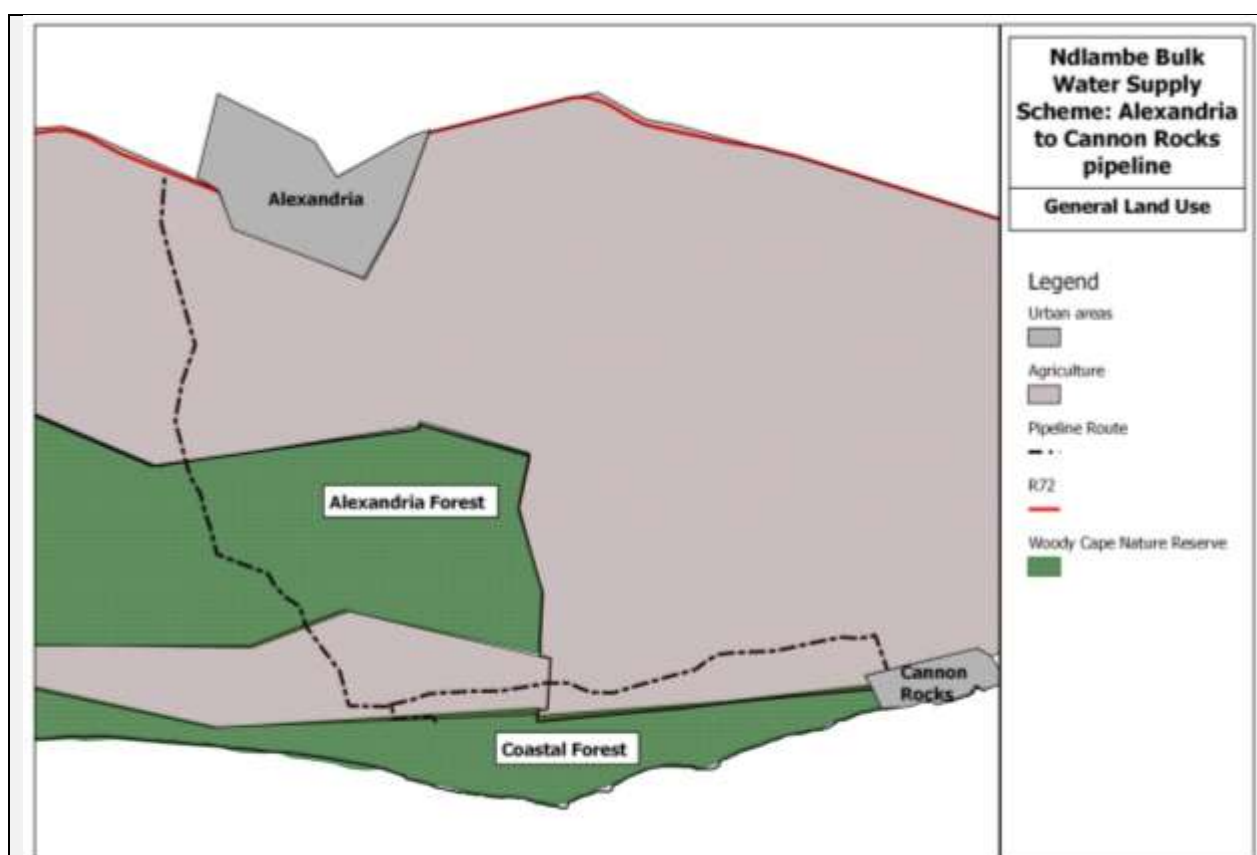 Ndlambe Bulk
Water Supply
Scheme: Alexandria
to Cannon Rocks
pipeline
General Land Use
Legend
Urban areas
Agriculture
Pipeline Route
R72
Woody Cape Nature Reserve
Alexandria
Alexandria Forest
Cannon
Rocks
Coastal Forest